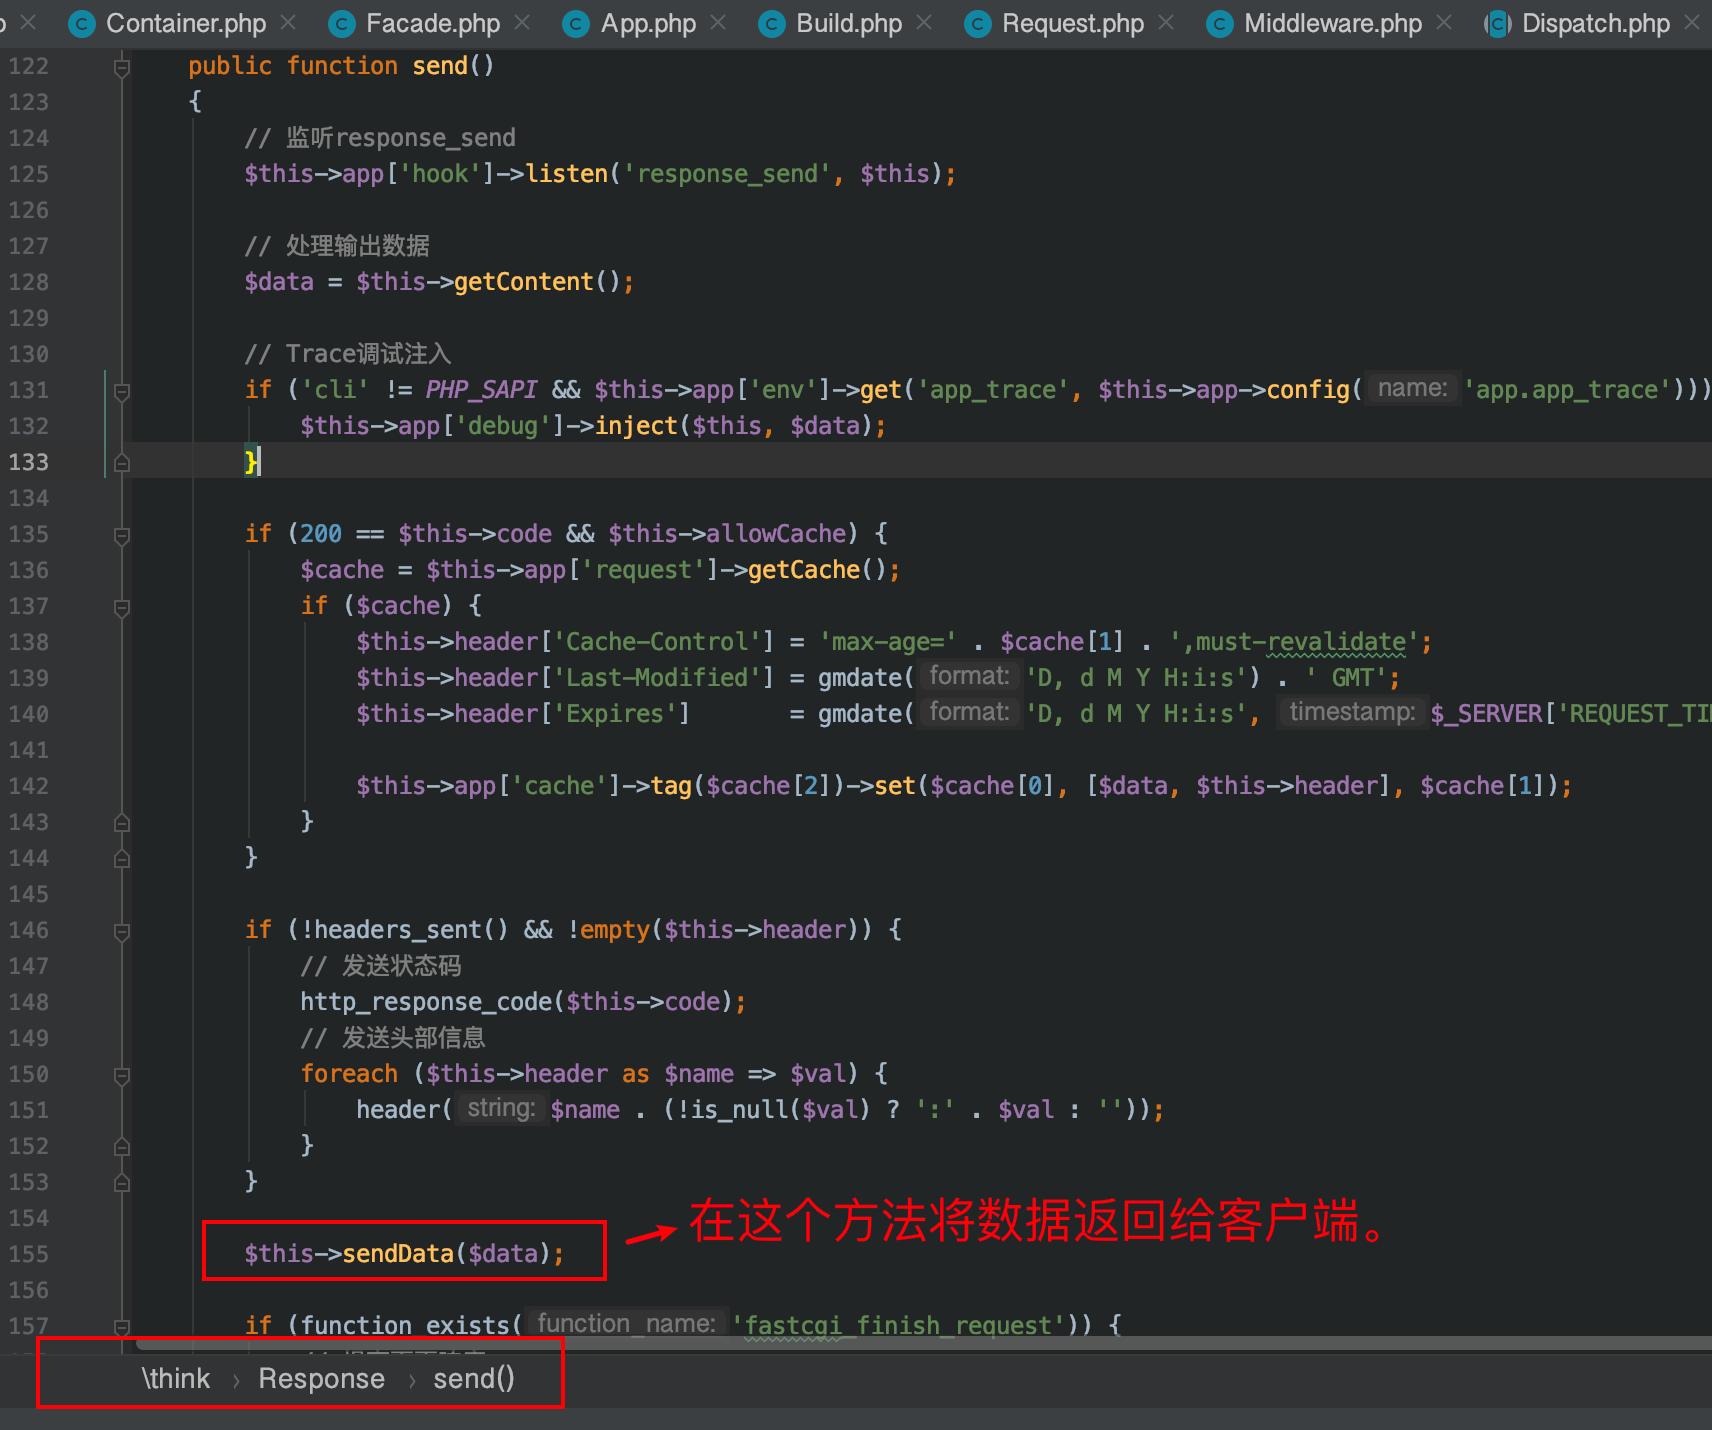 Container.php Facade.php App.php Build.php Request.php Middleware.php Dispatch.php
122 public function send()
123 {
124 // 监听response_send
125 $this->app['hook']->listen('response_send', $this);
126
127 // 处理输出数据
128 $data = $this->getContent();
129
130 // Trace调试注入
131 if ('cli' != PHP_SAPI && $this->app['env']->get('app_trace', $this->app->config( name: 'app.app_trace')))
132 $this->app['debug']->inject($this, $data);
133 }
134
135 if (200 == $this->code && $this->allowCache) {
136 $cache = $this->app['request']->getCache();
137 if ($cache) {
138 $this->header['Cache-Control'] = 'max-age=' . $cache[1] . ',must-revalidate';
139 $this->header['Last-Modified'] = gmdate( format: 'D, d M Y H:i:s') . ' GMT';
140 $this->header['Expires'] = gmdate( format: 'D, d M Y H:i:s', timestamp: $_SERVER['REQUEST_TI
141
142 $this->app['cache']->tag($cache[2])->set($cache[0], [$data, $this->header], $cache[1]);
143 }
144 }
145
146 if (!headers_sent() && !empty($this->header)) {
147 // 发送状态码
148 http_response_code($this->code);
149 // 发送头部信息
150 foreach ($this->header as $name => $val) {
151 header( string: $name . (!is_null($val) ? ':' . $val : ''));
152 }
153 }
154
在这个方法将数据返回给客户端。
155 $this->sendData($data);
156
157 if (function_exists( function_name: 'fastcgi_finish_request')) {
\think › Response › send()